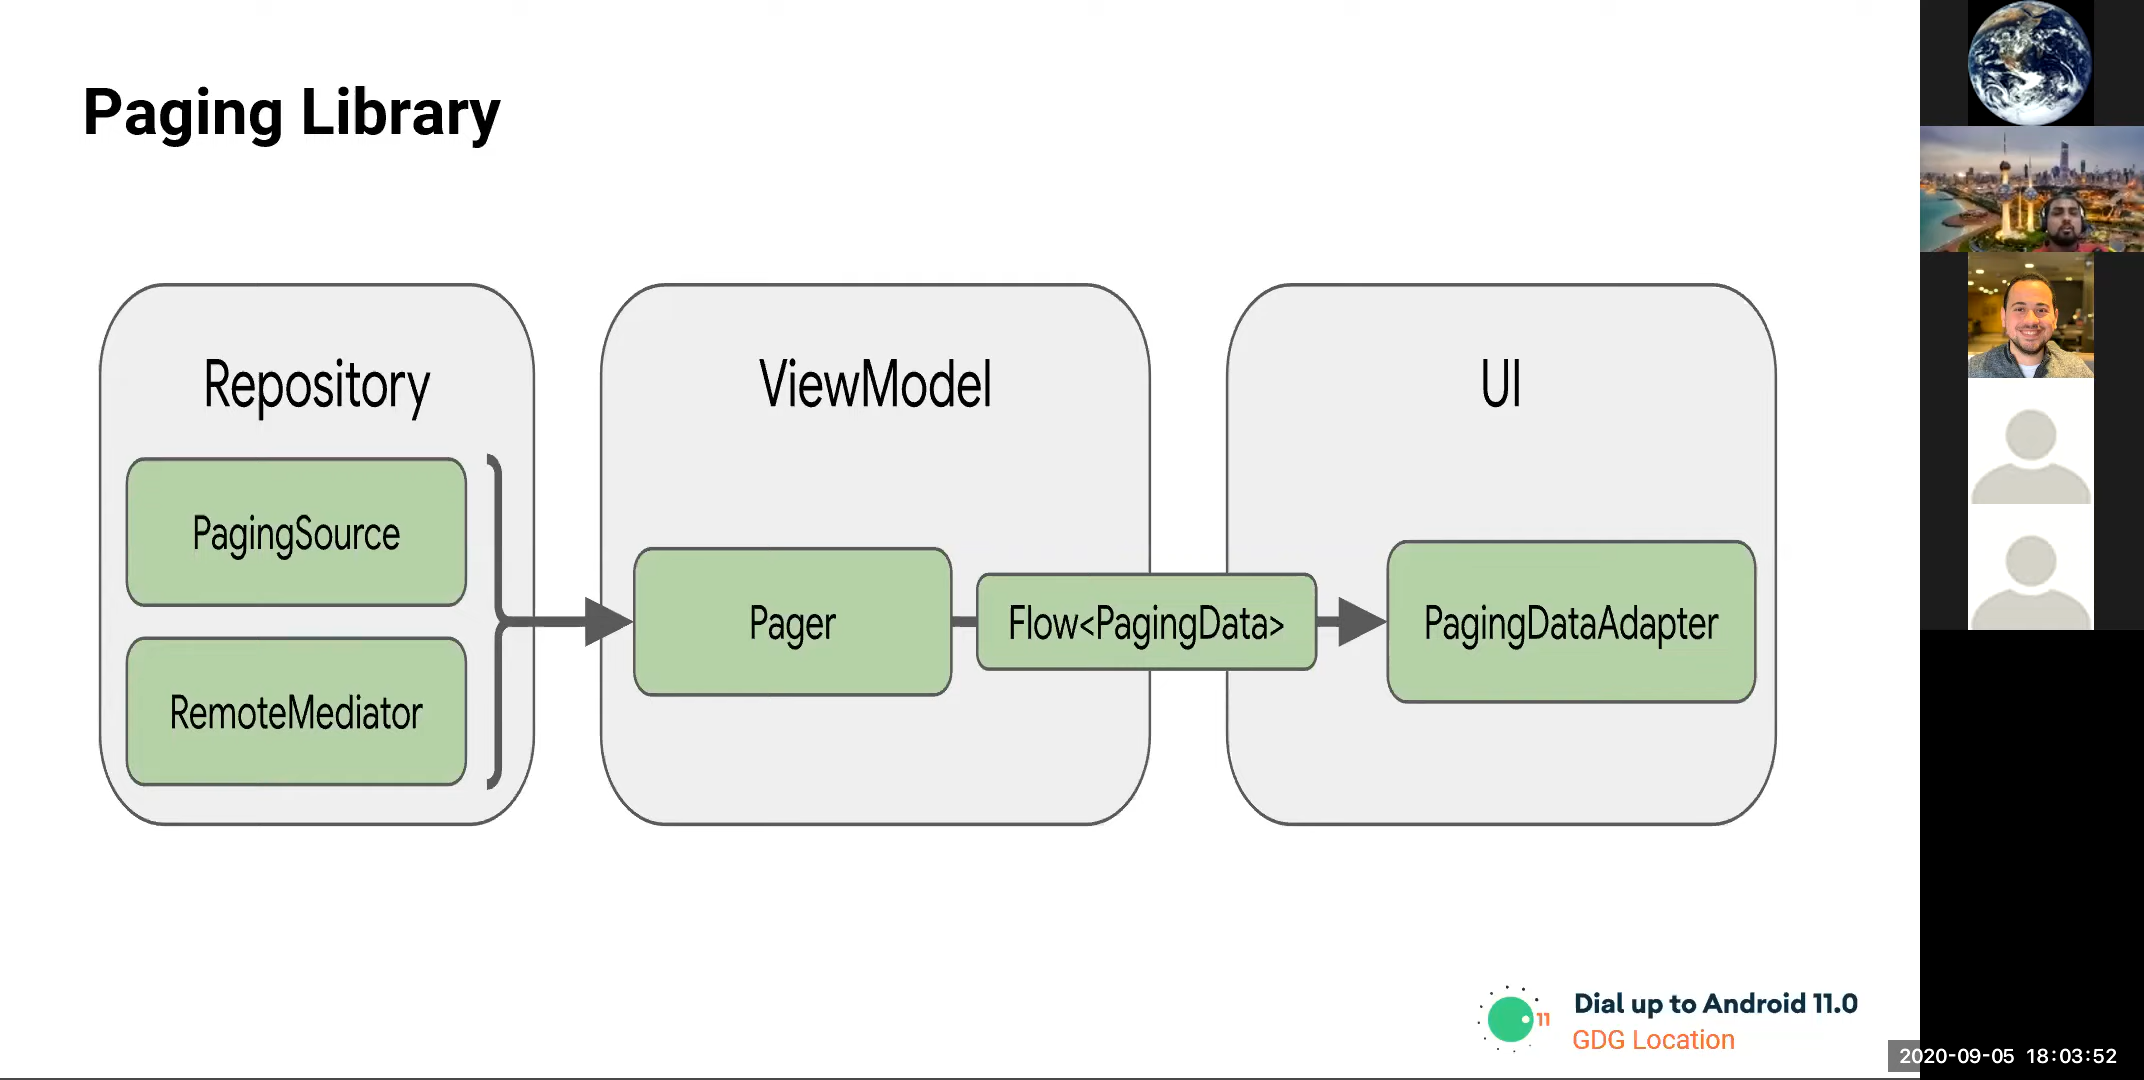 Paging Library
Repository
PagingSource
RemoteMediator
ViewModel
Pager
Flow<PagingData>
UI
PagingDataAdapter
11
Dial up to Android 11.0
GDG Location
2020-09-05 18:03:52